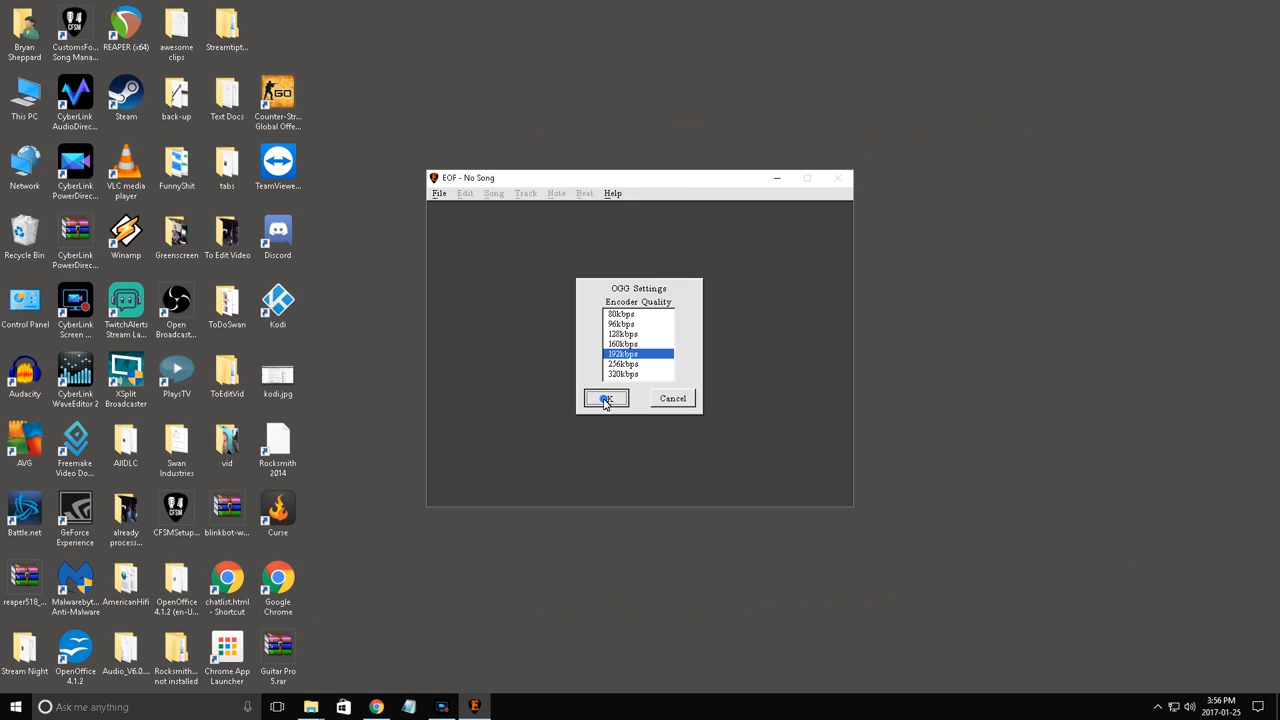 Bryan
Sheppard
CustomsFo...
Song Mana...
REAPER (x64)
awesome
clips
Streamtipt...
This PC
CyberLink
AudioDirec...
Steam
back-up
Text Docs
Counter-Str...
Global Offe...
Network
CyberLink
PowerDirec...
VLC media
player
FunnyShit
tabs
TeamViewe...
Recycle Bin
CyberLink
PowerDirec...
Winamp
Greenscreen
To Edit Video
Discord
Control Panel
CyberLink
Screen ...
TwitchAlerts
Stream La...
Open
Broadcast...
ToDoSwan
Kodi
Audacity
CyberLink
WaveEditor 2
XSplit
Broadcaster
PlaysTV
ToEditVid
kodi.jpg
AVG
Freemake
Video Do...
AllDLC
Swan
Industries
vid
Rocksmith
2014
Battle.net
GeForce
Experience
already
process...
CFSMSetup...
blinkbot-w...
Curse
reaper518_...
Malwarebyt...
Anti-Malware
AmericanHifi
OpenOffice
4.1.2 (en-U...
chatlist.html
- Shortcut
Google
Chrome
Stream Night
OpenOffice
4.1.2
Audio_V6.0...
Rocksmith...
not installed
Chrome App
Launcher
Guitar Pro
5.rar
GO
EOF - No Song
File Edit Song Track Note Beat Help
OGG Settings
Encoder Quality
80kbps
96kbps
128kbps
160kbps
192kbps
256kbps
320kbps
OK Cancel
Ask me anything
3:56 PM
2017-01-25